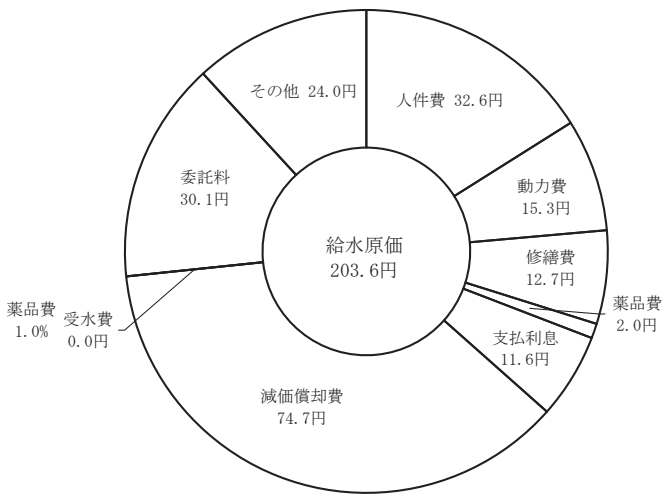 その他 24.0円
人件費 32.6円
委託料
30.1円
動力費
15.3円
給水原価
203.6円
修繕費
12.7円
薬品費
2.0円
薬品費
1.0%
受水費
0.0円
支払利息
11.6円
減価償却費
74.7円